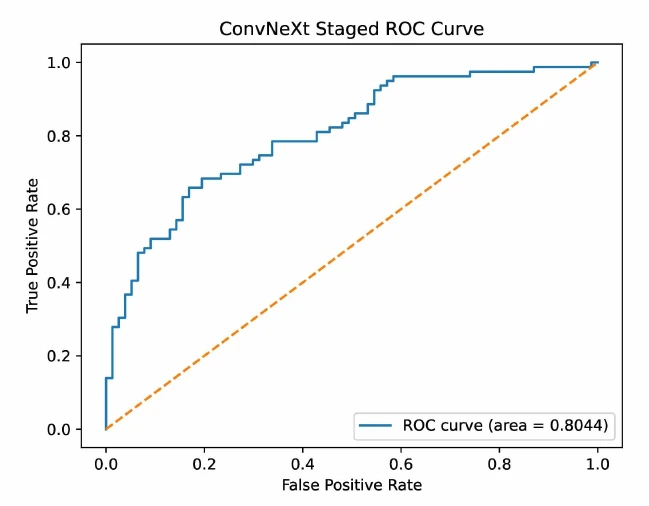 ConvNeXt Staged ROC Curve
1.0
0.8
0.6
0.4
0.2
0.0
True Positive Rate
ROC curve (area = 0.8044)
0.0 0.2 0.4 0.6 0.8 1.0
False Positive Rate